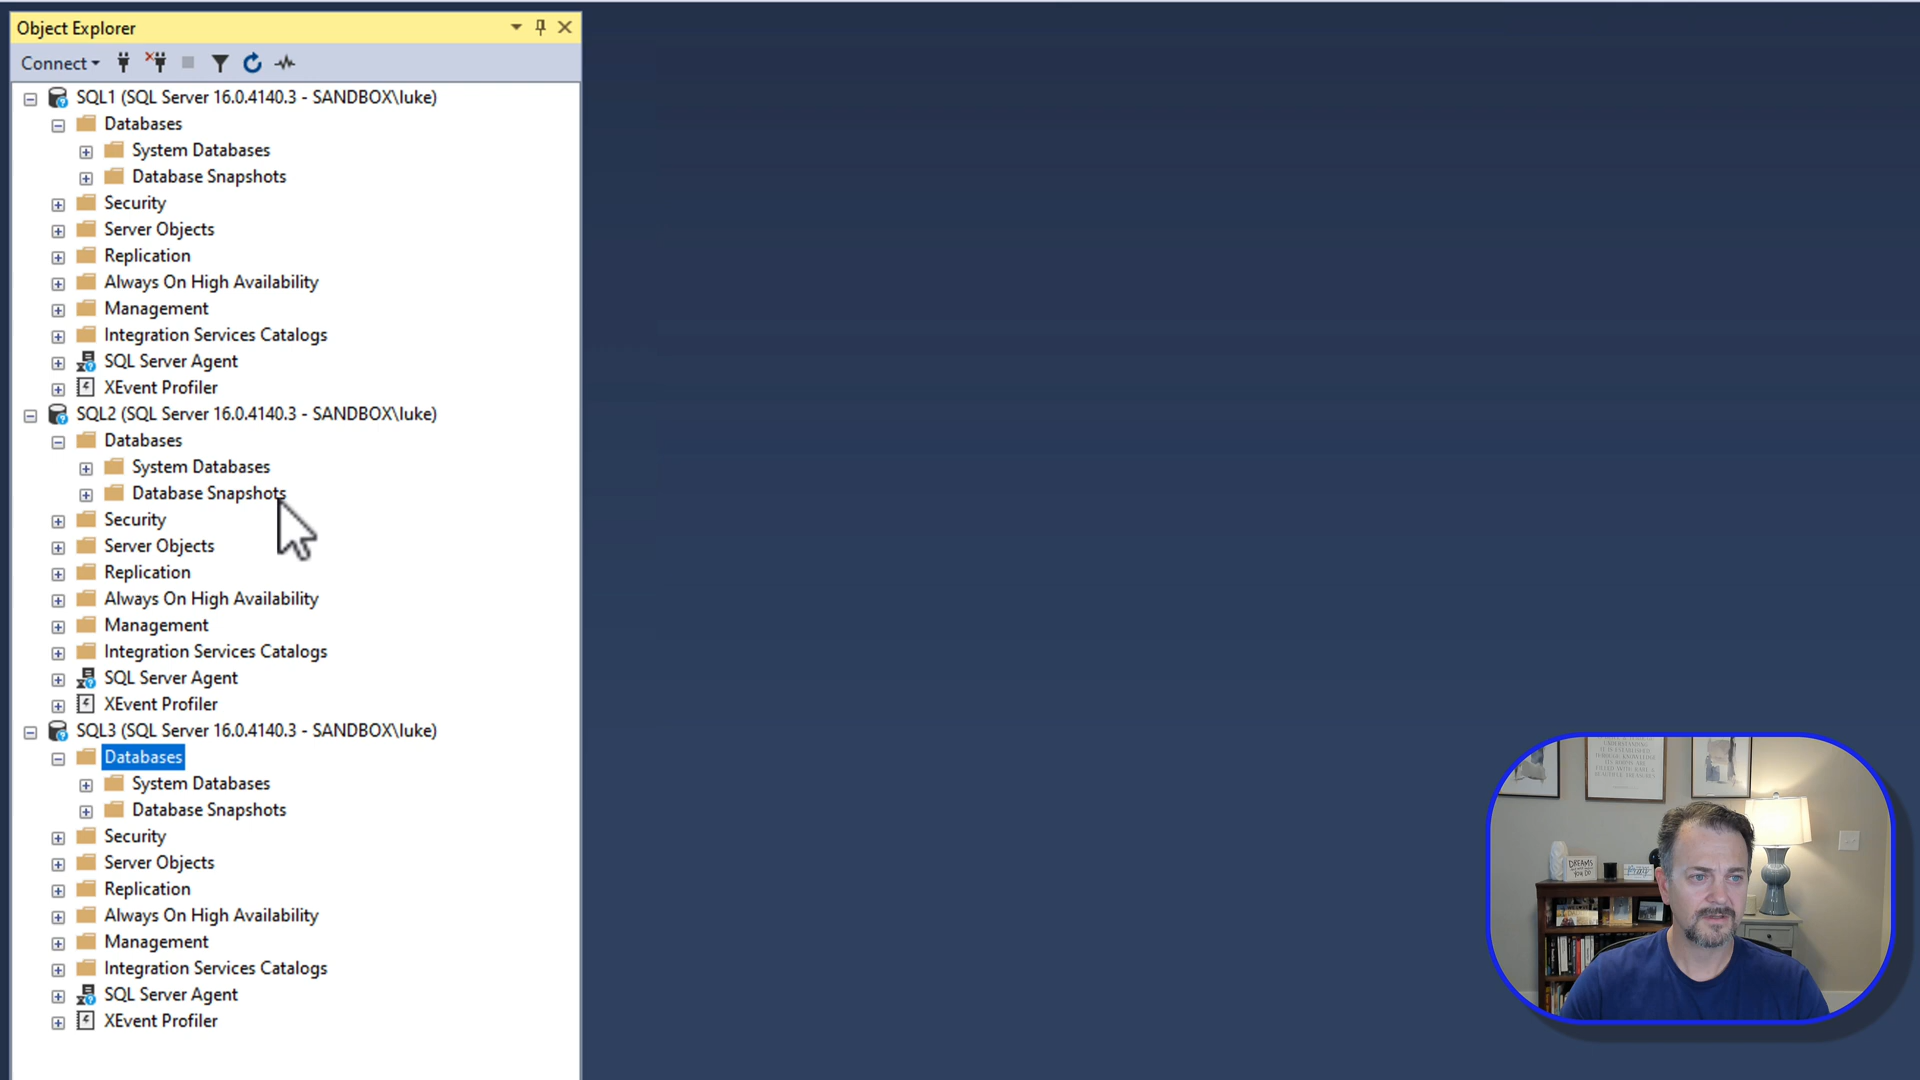 Object Explorer
Connect
SQL1 (SQL Server 16.0.4140.3 - SANDBOX\luke)
Databases
System Databases
Database Snapshots
Security
Server Objects
Replication
Always On High Availability
Management
Integration Services Catalogs
SQL Server Agent
XEvent Profiler
SQL2 (SQL Server 16.0.4140.3 - SANDBOX\luke)
Databases
System Databases
Database Snapshots
Security
Server Objects
Replication
Always On High Availability
Management
Integration Services Catalogs
SQL Server Agent
XEvent Profiler
SQL3 (SQL Server 16.0.4140.3 - SANDBOX\luke)
Databases
System Databases
Database Snapshots
Security
Server Objects
Replication
Always On High Availability
Management
Integration Services Catalogs
SQL Server Agent
XEvent Profiler
DREAMS
YOU DO
Pray